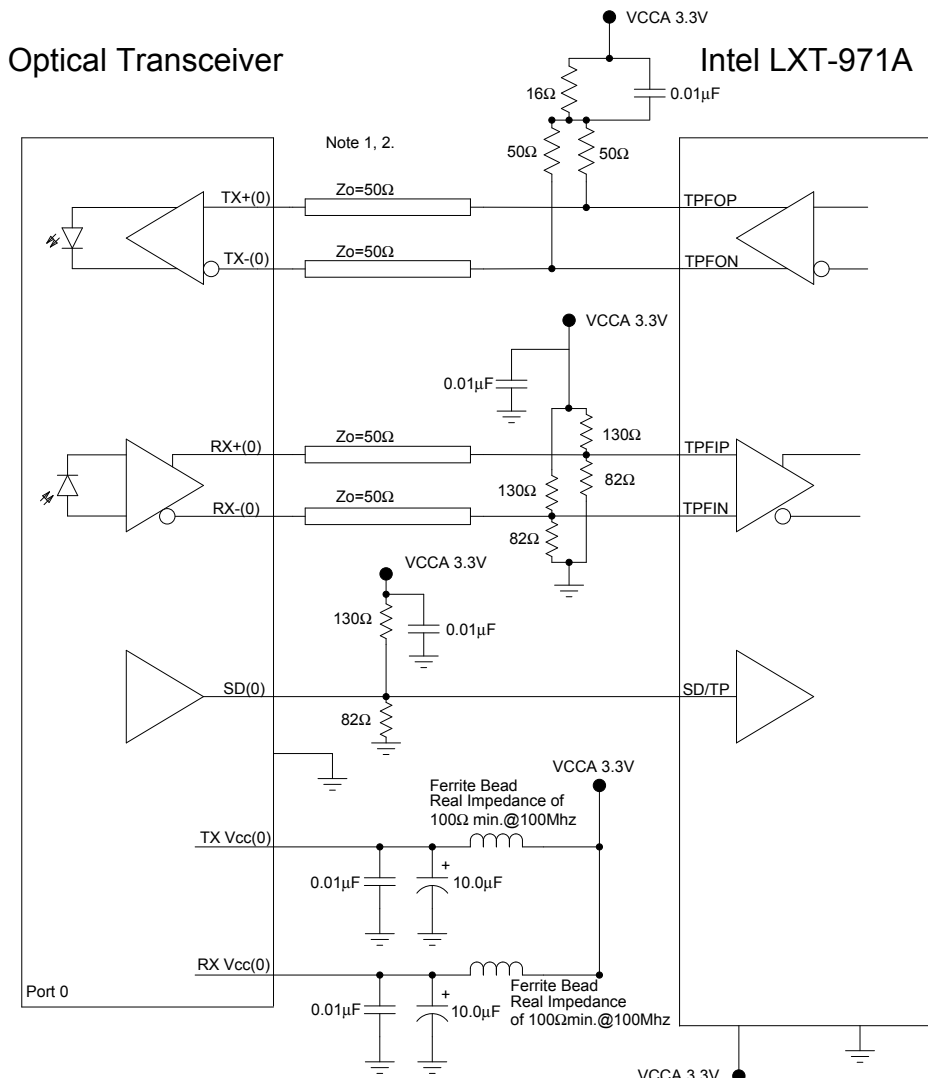 VCCA 3.3V
Optical Transceiver
Intel LXT-971A
16Ω
0.01µF
Note 1, 2.
50Ω
50Ω
TX+(0)
Zo=50Ω
TPFOP
TX-(0)
Zo=50Ω
TPFON
VCCA 3.3V
0.01µF
130Ω
RX+(0)
Zo=50Ω
TPFIP
130Ω
82Ω
RX-(0)
Zo=50Ω
TPFIN
82Ω
VCCA 3.3V
130Ω
0.01µF
SD(0)
SD/TP
82Ω
VCCA 3.3V
Ferrite Bead
Real Impedance of
100Ω min.@100Mhz
TX Vcc(0)
+
0.01µF
10.0µF
RX Vcc(0)
Ferrite Bead
Real Impedance
of 100Ωmin.@100Mhz
+
0.01µF
10.0µF
Port 0
VCCA 3.3V